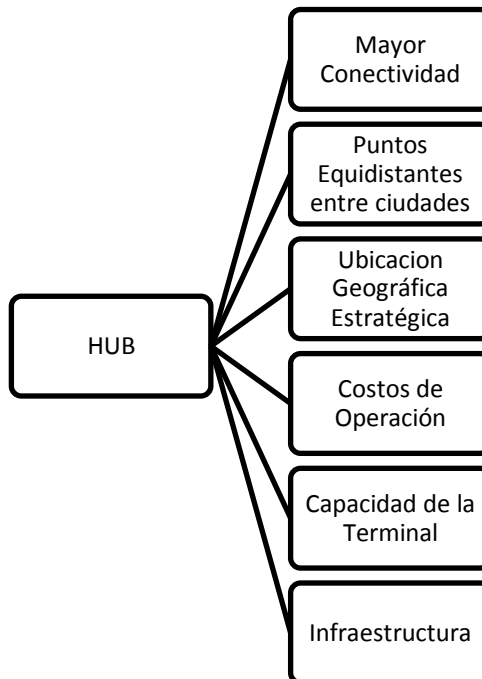 Mayor
Conectividad
Puntos
Equidistantes
entre ciudades
Ubicacion
Geográfica
Estratégica
HUB
Costos de
Operación
Capacidad de la
Terminal
Infraestructura